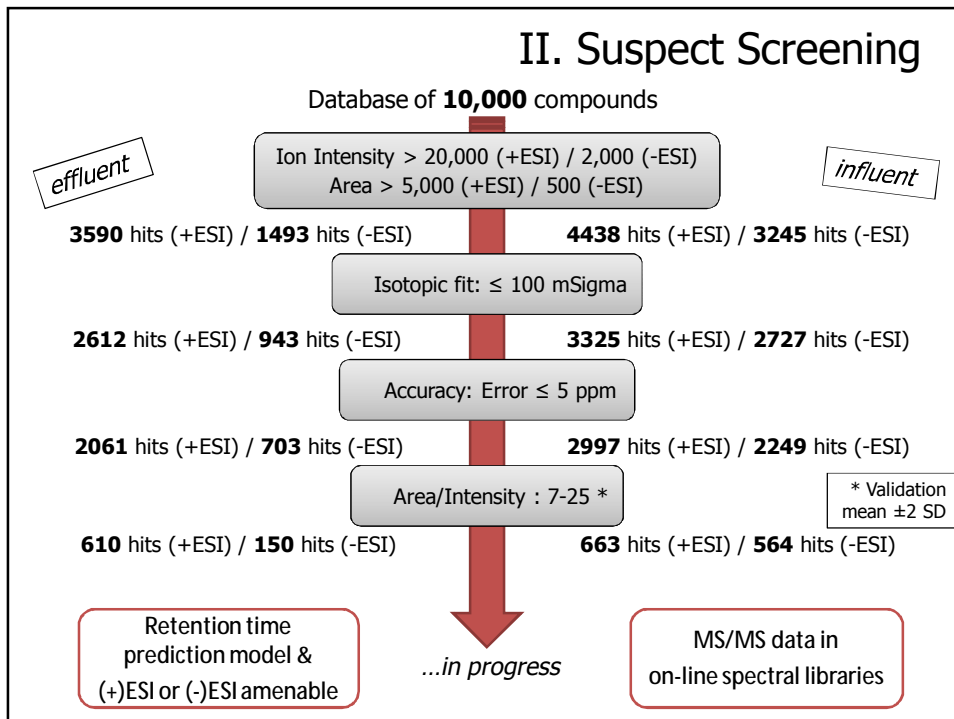 II. Suspect Screening
Database of 10,000 compounds
effluent
Ion Intensity > 20,000 (+ESI) / 2,000 (-ESI)
Area > 5,000 (+ESI) / 500 (-ESI)
influent
3590 hits (+ESI) / 1493 hits (-ESI)
4438 hits (+ESI) / 3245 hits (-ESI)
Isotopic fit: ≤ 100 mSigma
2612 hits (+ESI) / 943 hits (-ESI)
3325 hits (+ESI) / 2727 hits (-ESI)
Accuracy: Error ≤ 5 ppm
2061 hits (+ESI) / 703 hits (-ESI)
2997 hits (+ESI) / 2249 hits (-ESI)
Area/Intensity : 7-25 *
* Validation
mean ±2 SD
610 hits (+ESI) / 150 hits (-ESI)
663 hits (+ESI) / 564 hits (-ESI)
Retention time
prediction model &
(+)ESI or (-)ESI amenable
...in progress
MS/MS data in
on-line spectral libraries